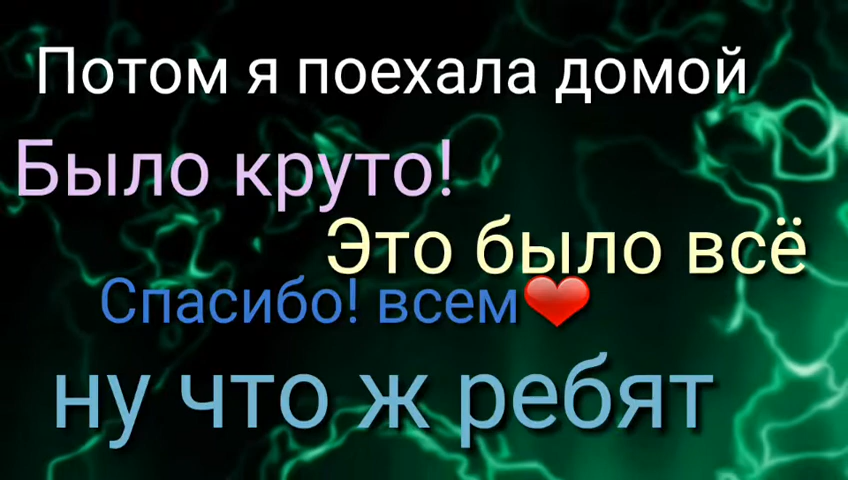 Потом я поехала домой
Было круто!
Это было всё
Спасибо! всем❤
ну что ж ребят